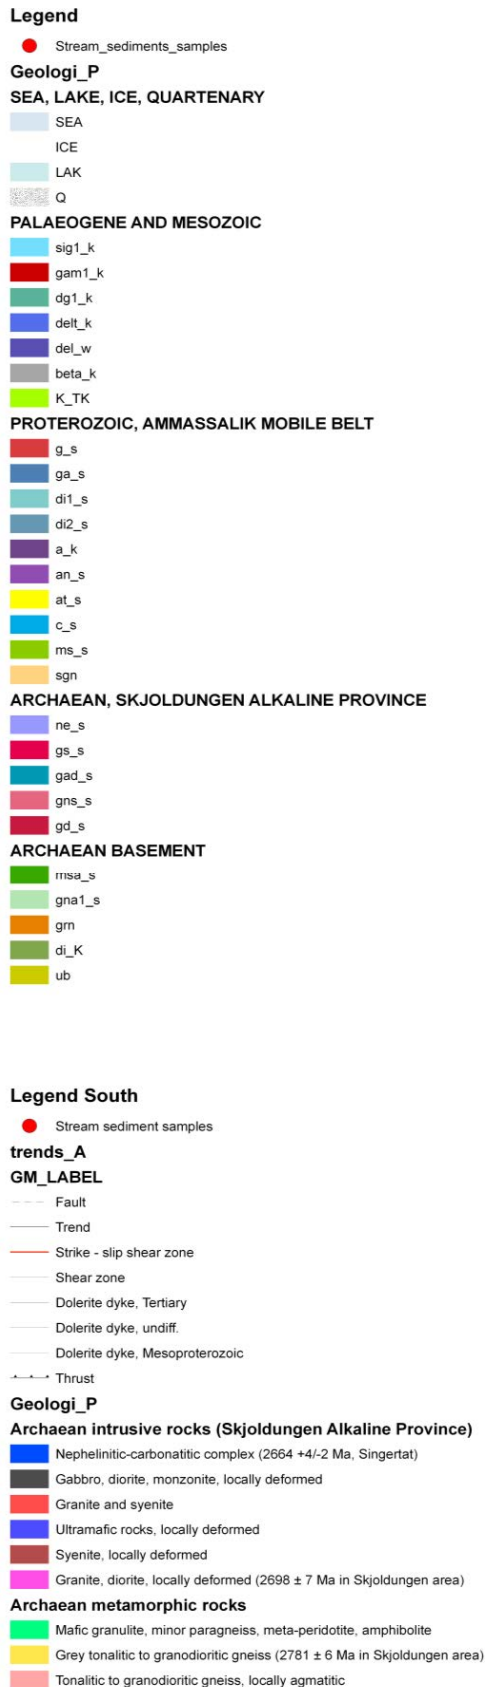 Legend
Stream_sediments_samples
Geologi_P
SEA, LAKE, ICE, QUARTENARY
SEA
ICE
LAK
Q
PALAEOGENE AND MESOZOIC
sig1_k
gam1_k
dg1_k
delt_k
del_w
beta_k
K_TK
PROTEROZOIC, AMMASSALIK MOBILE BELT
g_s
ga_s
di1_s
di2_s
a_k
an_s
at_s
c_s
ms_s
sgn
ARCHAEAN, SKJOLDUNGEN ALKALINE PROVINCE
ne_s
gs_s
gad_s
gns_s
gd_s
ARCHAEAN BASEMENT
msa_s
gna1_s
grn
di_K
ub
Legend South
Stream sediment samples
trends_A
GM_LABEL
Fault
Trend
Strike - slip shear zone
Shear zone
Dolerite dyke, Tertiary
Dolerite dyke, undiff.
Dolerite dyke, Mesoproterozoic
Thrust
Geologi_P
Archaean intrusive rocks (Skjoldungen Alkaline Province)
Nephelinitic-carbonatitic complex (2664 +4/-2 Ma, Singertat)
Gabbro, diorite, monzonite, locally deformed
Granite and syenite
Ultramafic rocks, locally deformed
Syenite, locally deformed
Granite, diorite, locally deformed (2698 ± 7 Ma in Skjoldungen area)
Archaean metamorphic rocks
Mafic granulite, minor paragneiss, meta-peridotite, amphibolite
Grey tonalitic to granodioritic gneiss (2781 ± 6 Ma in Skjoldungen area)
Tonalitic to granodioritic gneiss, locally agmatitic